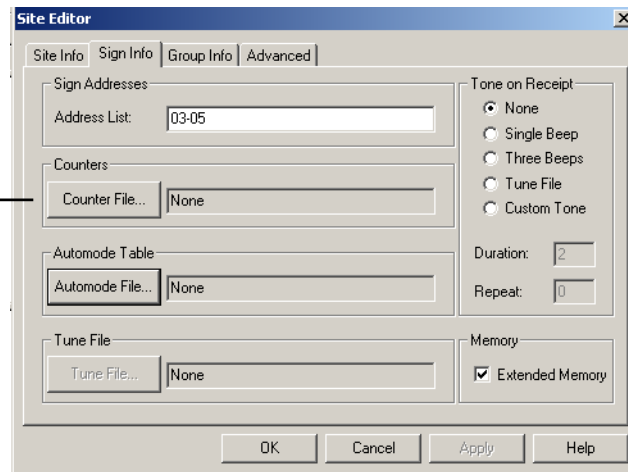 Site Editor
Site Info Sign Info Group Info Advanced
Sign Addresses
Address List: 03-05
Counters
Counter File... None
Automode Table
Automode File... None
Tune File
Tune File... None
Tone on Receipt
None
Single Beep
Three Beeps
Tune File
Custom Tone
Duration: 2
Repeat: 0
Memory
Extended Memory
OK Cancel Apply Help